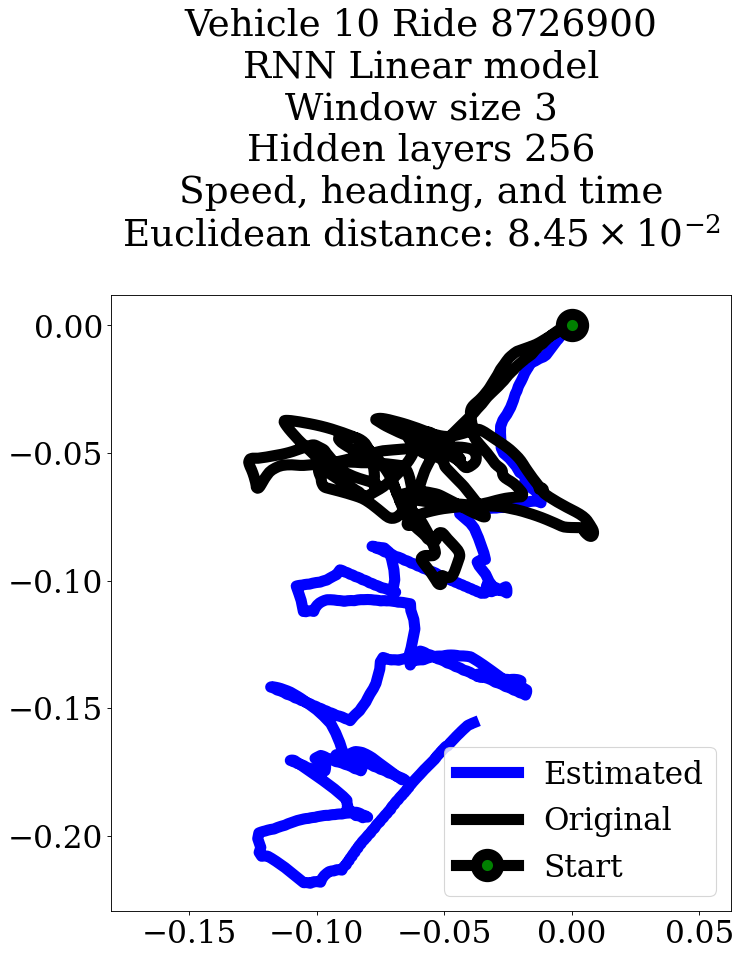 Vehicle 10 Ride 8726900
RNN Linear model
Window size 3
Hidden layers 256
Speed, heading, and time
Euclidean distance: 8.45 × 10⁻²
0.00
−0.05
−0.10
−0.15
−0.20
Estimated
Original
Start
−0.15 −0.10 −0.05 0.00 0.05